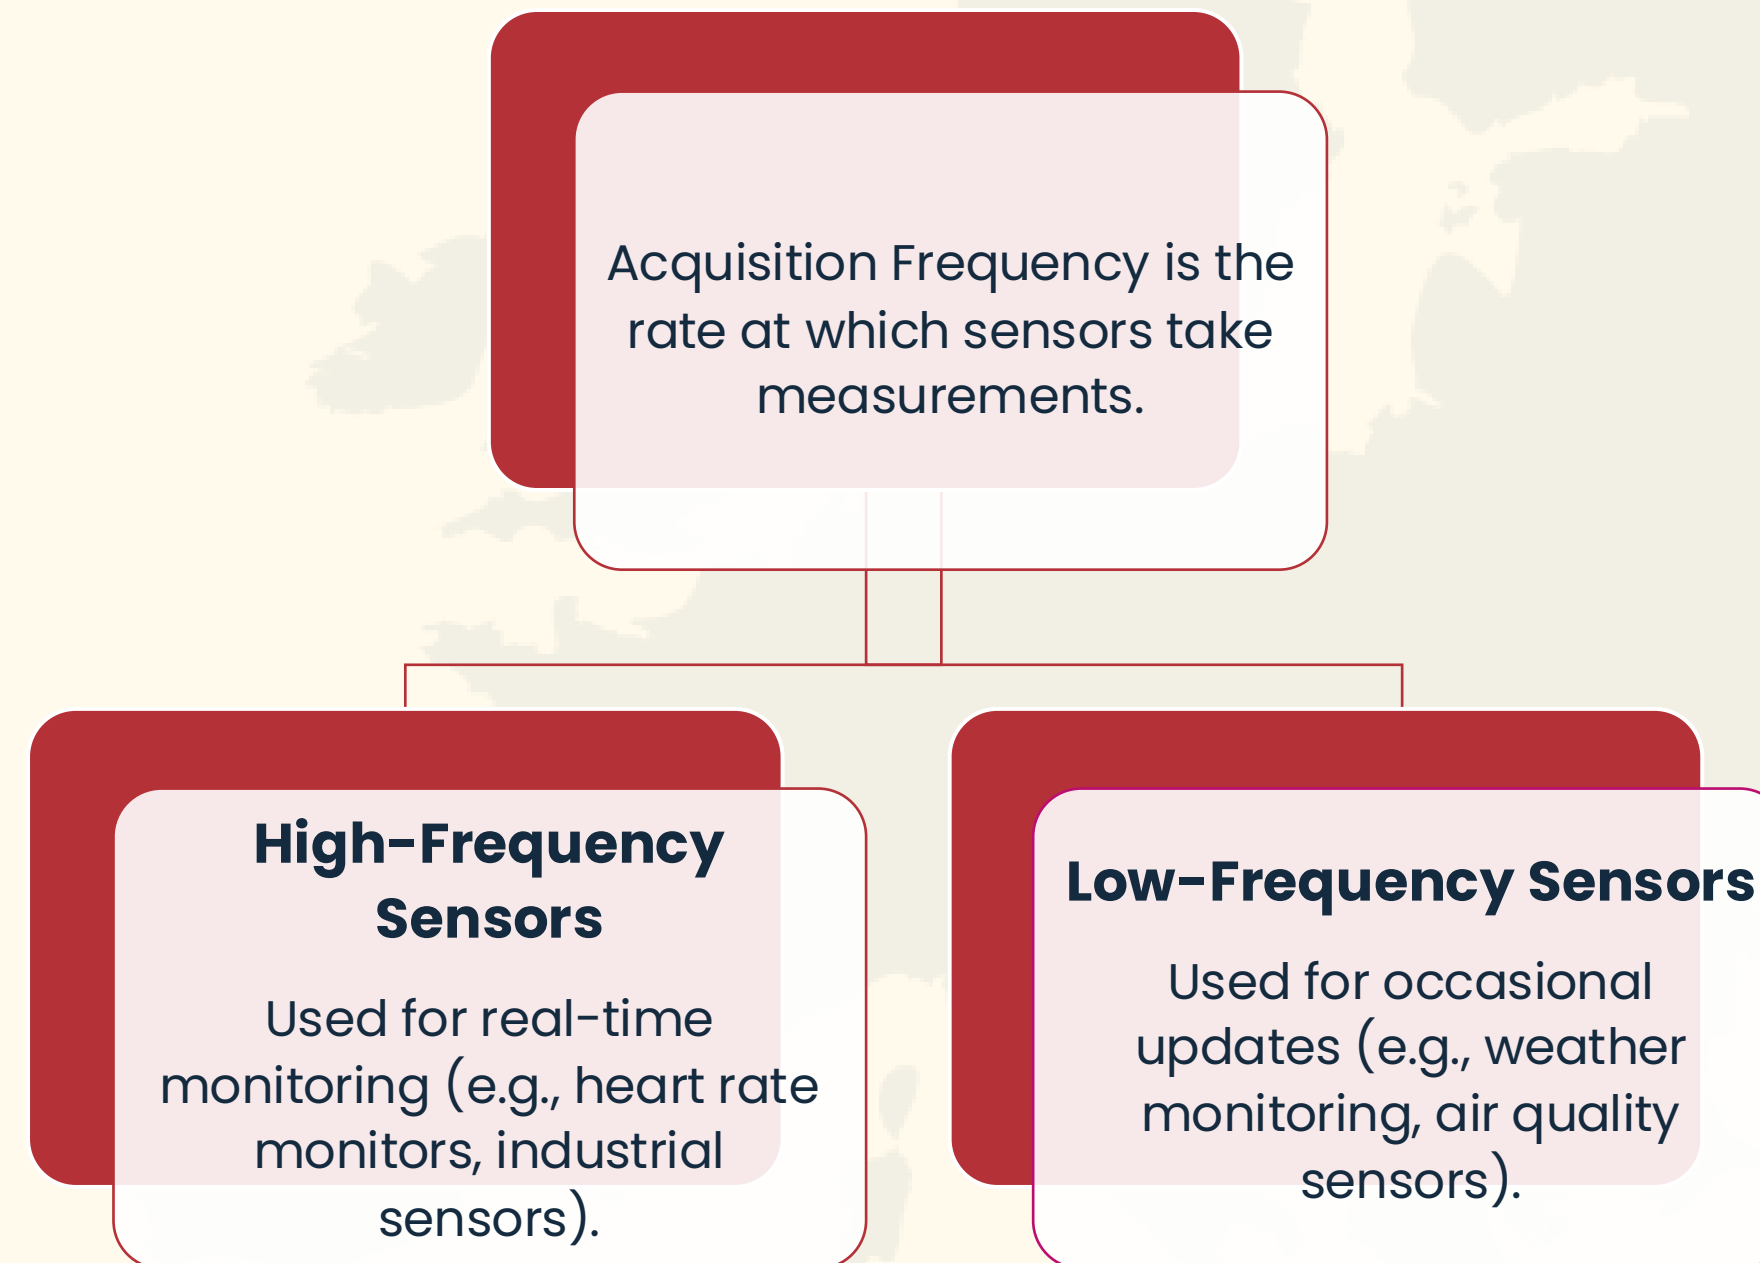 Acquisition Frequency is the
rate at which sensors take
measurements.
High-Frequency
Sensors
Used for real-time
monitoring (e.g., heart rate
monitors, industrial
sensors).
Low-Frequency Sensors
Used for occasional
updates (e.g., weather
monitoring, air quality
sensors).